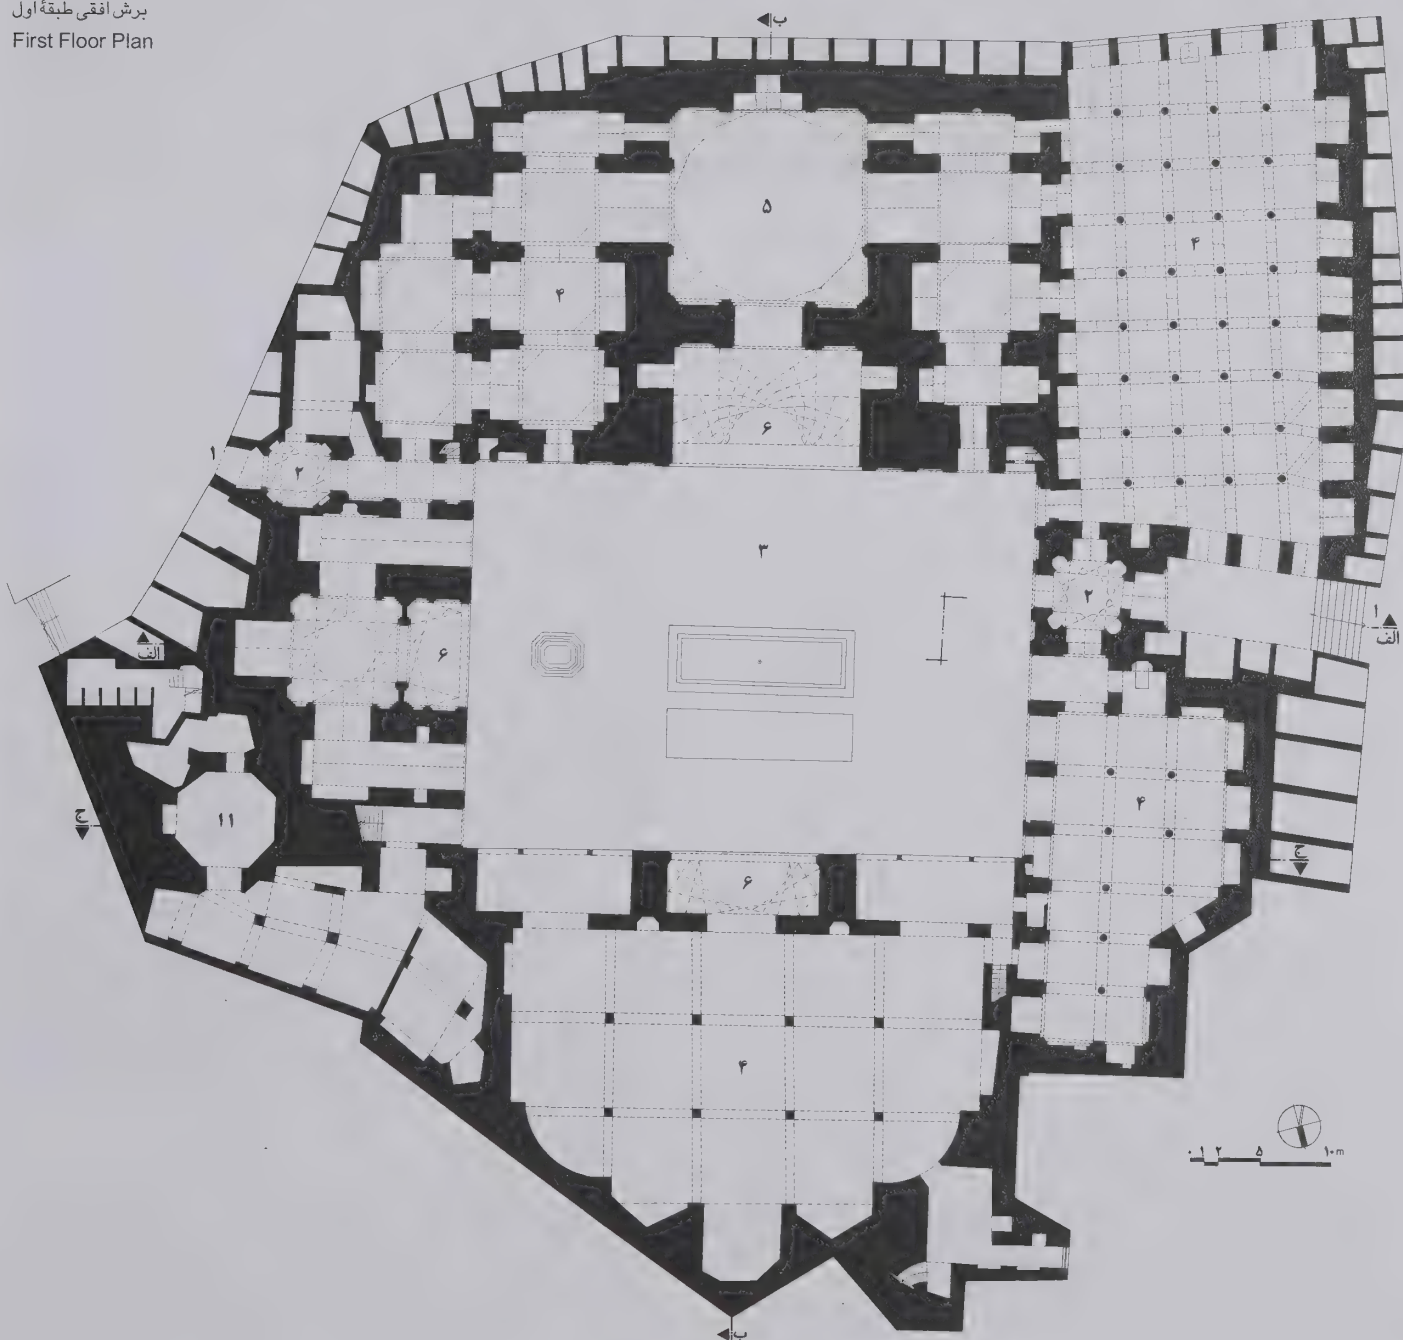 برش افقی طبقهٔ اول
First Floor Plan
ب
۴
۵
۴
۶
۱
۲
۳
۲
۱
الف
الف
۶
۴
ج
۱۱
ج
۶
۴
۰ ۱ ۲ ۵ ۱۰m
ب